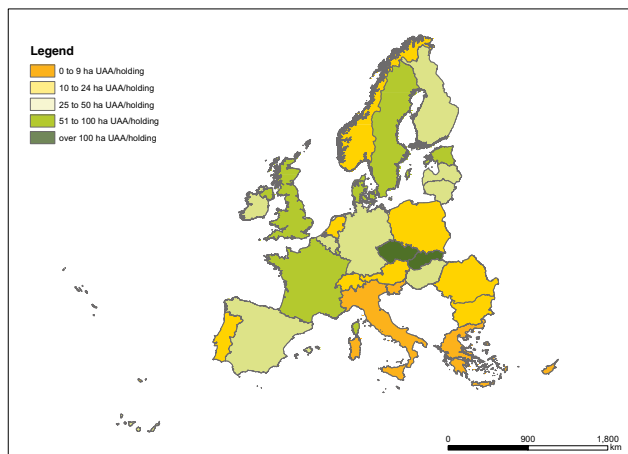 Legend
0 to 9 ha UAA/holding
10 to 24 ha UAA/holding
25 to 50 ha UAA/holding
51 to 100 ha UAA/holding
over 100 ha UAA/holding
0 900 1,800
km